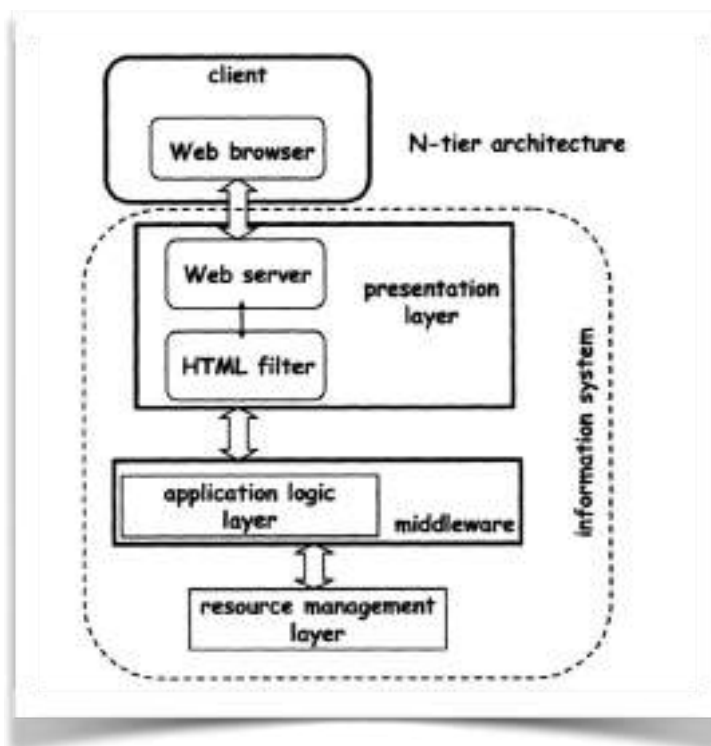 client
Web browser
N-tier architecture
Web server
presentation
layer
HTML filter
information system
application logic
layer
middleware
resource management
layer